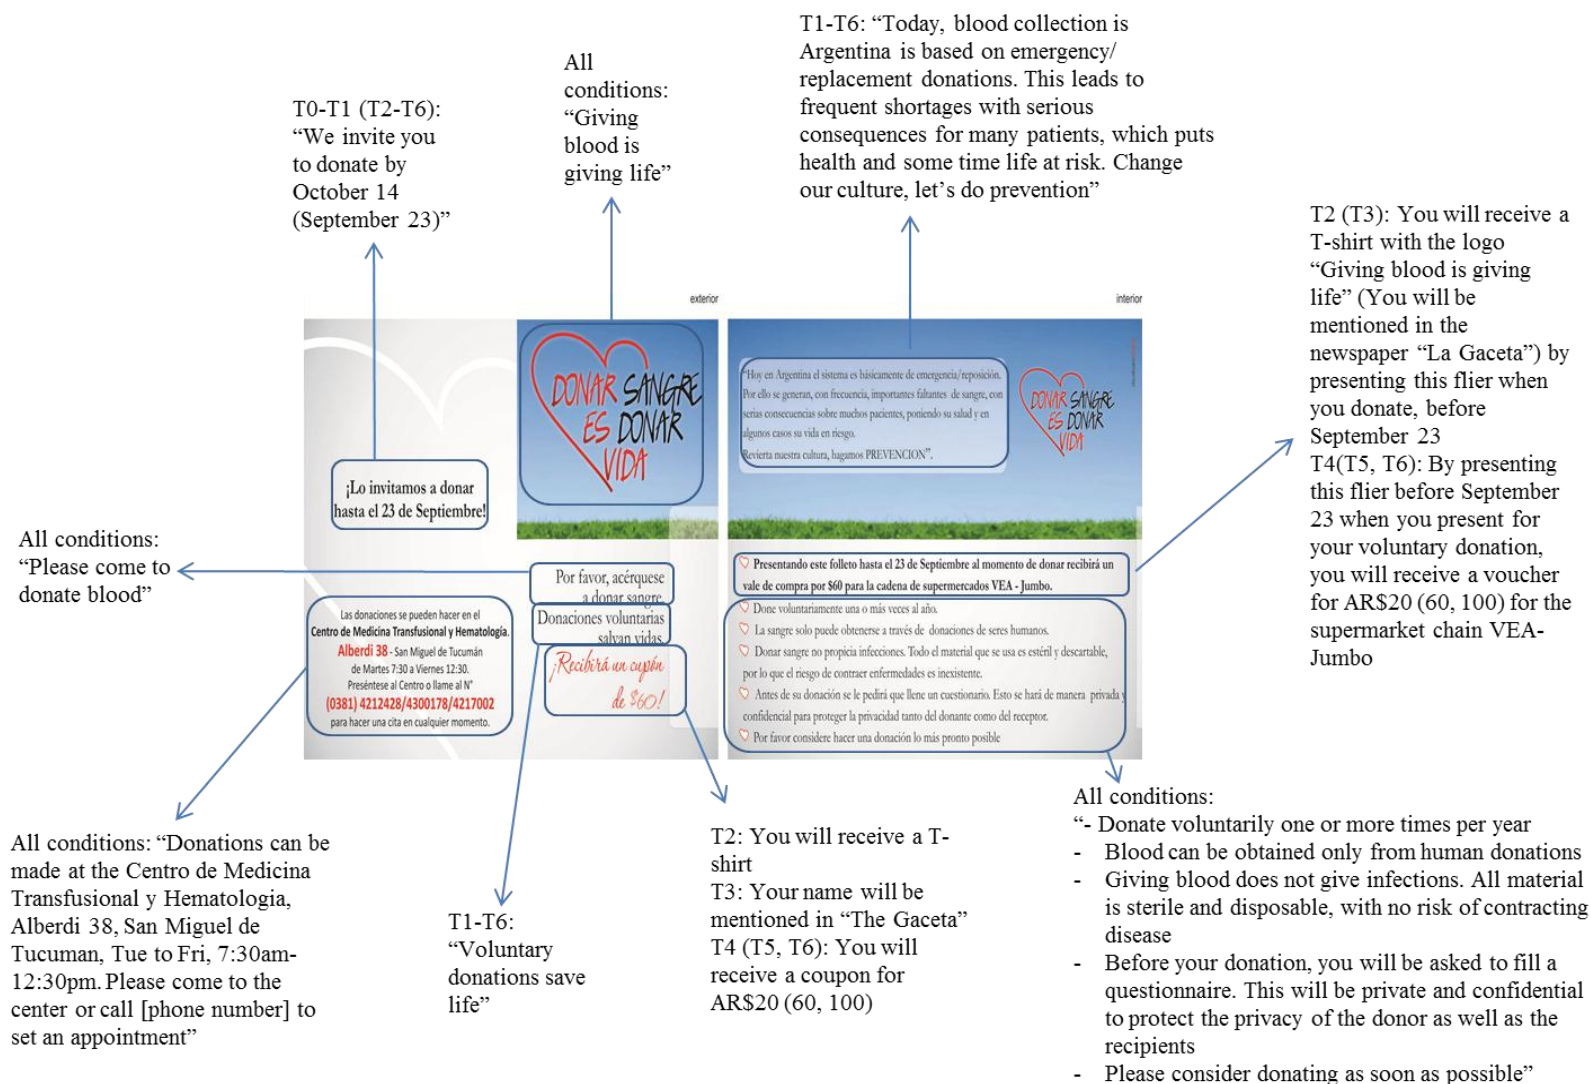 T1-T6: “Today, blood collection is
Argentina is based on emergency/
replacement donations. This leads to
frequent shortages with serious
consequences for many patients, which puts
health and some time life at risk. Change
our culture, let’s do prevention”
All
conditions:
“Giving
blood is
giving life”
T0-T1 (T2-T6):
“We invite you
to donate by
October 14
(September 23)”
T2 (T3): You will receive a
T-shirt with the logo
“Giving blood is giving
life” (You will be
mentioned in the
newspaper “La Gaceta”) by
presenting this flier when
you donate, before
September 23
T4(T5, T6): By presenting
this flier before September
23 when you present for
your voluntary donation,
you will receive a voucher
for AR$20 (60, 100) for the
supermarket chain VEA-
Jumbo
exterior
interior
DONAR SANGRE
ES DONAR
VIDA
“Hoy en Argentina el sistema es básicamente de emergencia/reposición.
Por ello se generan, con frecuencia, importantes faltantes de sangre, con
serias consecuencias sobre muchos pacientes, poniendo su salud y en
algunos casos su vida en riesgo.
Revierta nuestra cultura, hagamos PREVENCION”.
DONAR SANGRE
ES DONAR
VIDA
¡Lo invitamos a donar
hasta el 23 de Septiembre!
All conditions:
“Please come to
donate blood”
Por favor, acérquese
a donar sangre.
Donaciones voluntarias
salvan vidas.
¡Recibirá un cupón
de $60!
Las donaciones se pueden hacer en el
Centro de Medicina Transfusional y Hematología.
Alberdi 38 - San Miguel de Tucumán
de Martes 7:30 a Viernes 12:30.
Preséntese al Centro o llame al N°
(0381) 4212428/4300178/4217002
para hacer una cita en cualquier momento.
Presentando este folleto hasta el 23 de Septiembre al momento de donar recibirá un
vale de compra por $60 para la cadena de supermercados VEA - Jumbo.
Done voluntariamente una o más veces al año.
La sangre solo puede obtenerse a través de donaciones de seres humanos.
Donar sangre no propicia infecciones. Todo el material que se usa es estéril y descartable,
por lo que el riesgo de contraer enfermedades es inexistente.
Antes de su donación se le pedirá que llene un cuestionario. Esto se hará de manera privada y
confidencial para proteger la privacidad tanto del donante como del receptor.
Por favor considere hacer una donación lo más pronto posible
All conditions: “Donations can be
made at the Centro de Medicina
Transfusional y Hematologia,
Alberdi 38, San Miguel de
Tucuman, Tue to Fri, 7:30am-
12:30pm. Please come to the
center or call [phone number] to
set an appointment”
T1-T6:
“Voluntary
donations save
life”
T2: You will receive a T-
shirt
T3: Your name will be
mentioned in “The Gaceta”
T4 (T5, T6): You will
receive a coupon for
AR$20 (60, 100)
All conditions:
“- Donate voluntarily one or more times per year
- Blood can be obtained only from human donations
- Giving blood does not give infections. All material
is sterile and disposable, with no risk of contracting
disease
- Before your donation, you will be asked to fill a
questionnaire. This will be private and confidential
to protect the privacy of the donor as well as the
recipients
- Please consider donating as soon as possible”